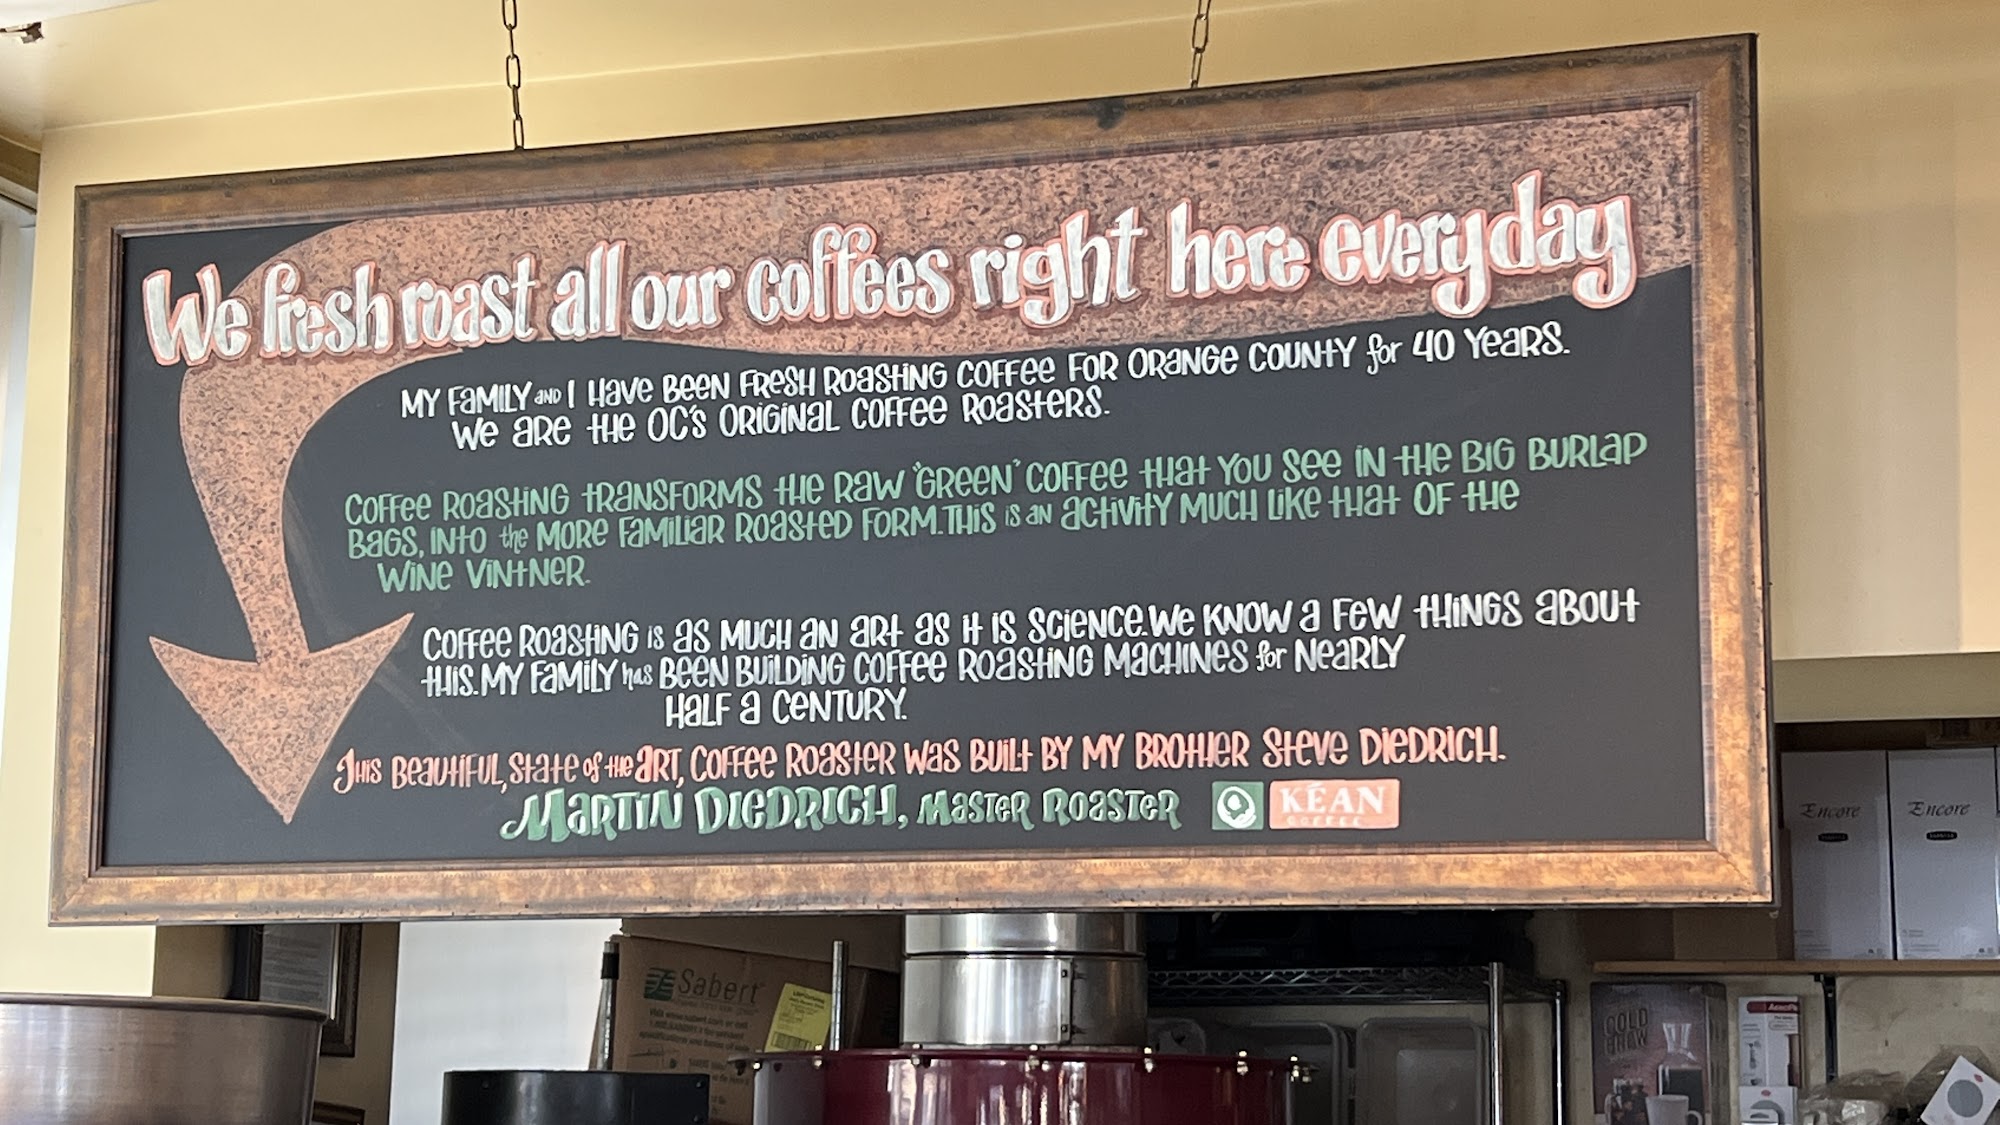 We fresh roast all our coffees right here everyday
MY FAMILY AND I HAVE BEEN FRESH ROASTING COFFEE FOR ORANGE COUNTY for 40 YEARS.
WE ARE THE OC'S ORIGINAL COFFEE ROASTERS.
COFFEE ROASTING TRANSFORMS THE RAW "GREEN" COFFEE THAT YOU SEE IN THE BIG BURLAP
BAGS, INTO the MORE FAMILIAR ROASTED FORM. THIS IS AN ACTIVITY MUCH LIKE THAT OF THE
WINE VINTNER.
COFFEE ROASTING IS AS MUCH AN ART AS IT IS SCIENCE. WE KNOW A FEW THINGS ABOUT
THIS. MY FAMILY has BEEN BUILDING COFFEE ROASTING MACHINES for NEARLY
HALF A CENTURY.
THIS BEAUTIFUL, STATE of the ART, COFFEE ROASTER WAS BUILT BY MY BROTHER STEVE DIEDRICH.
MARTIN DIEDRICH, MASTER ROASTER
KÉAN
COFFEE
Encore
Encore
Sabert
COLD
BREW